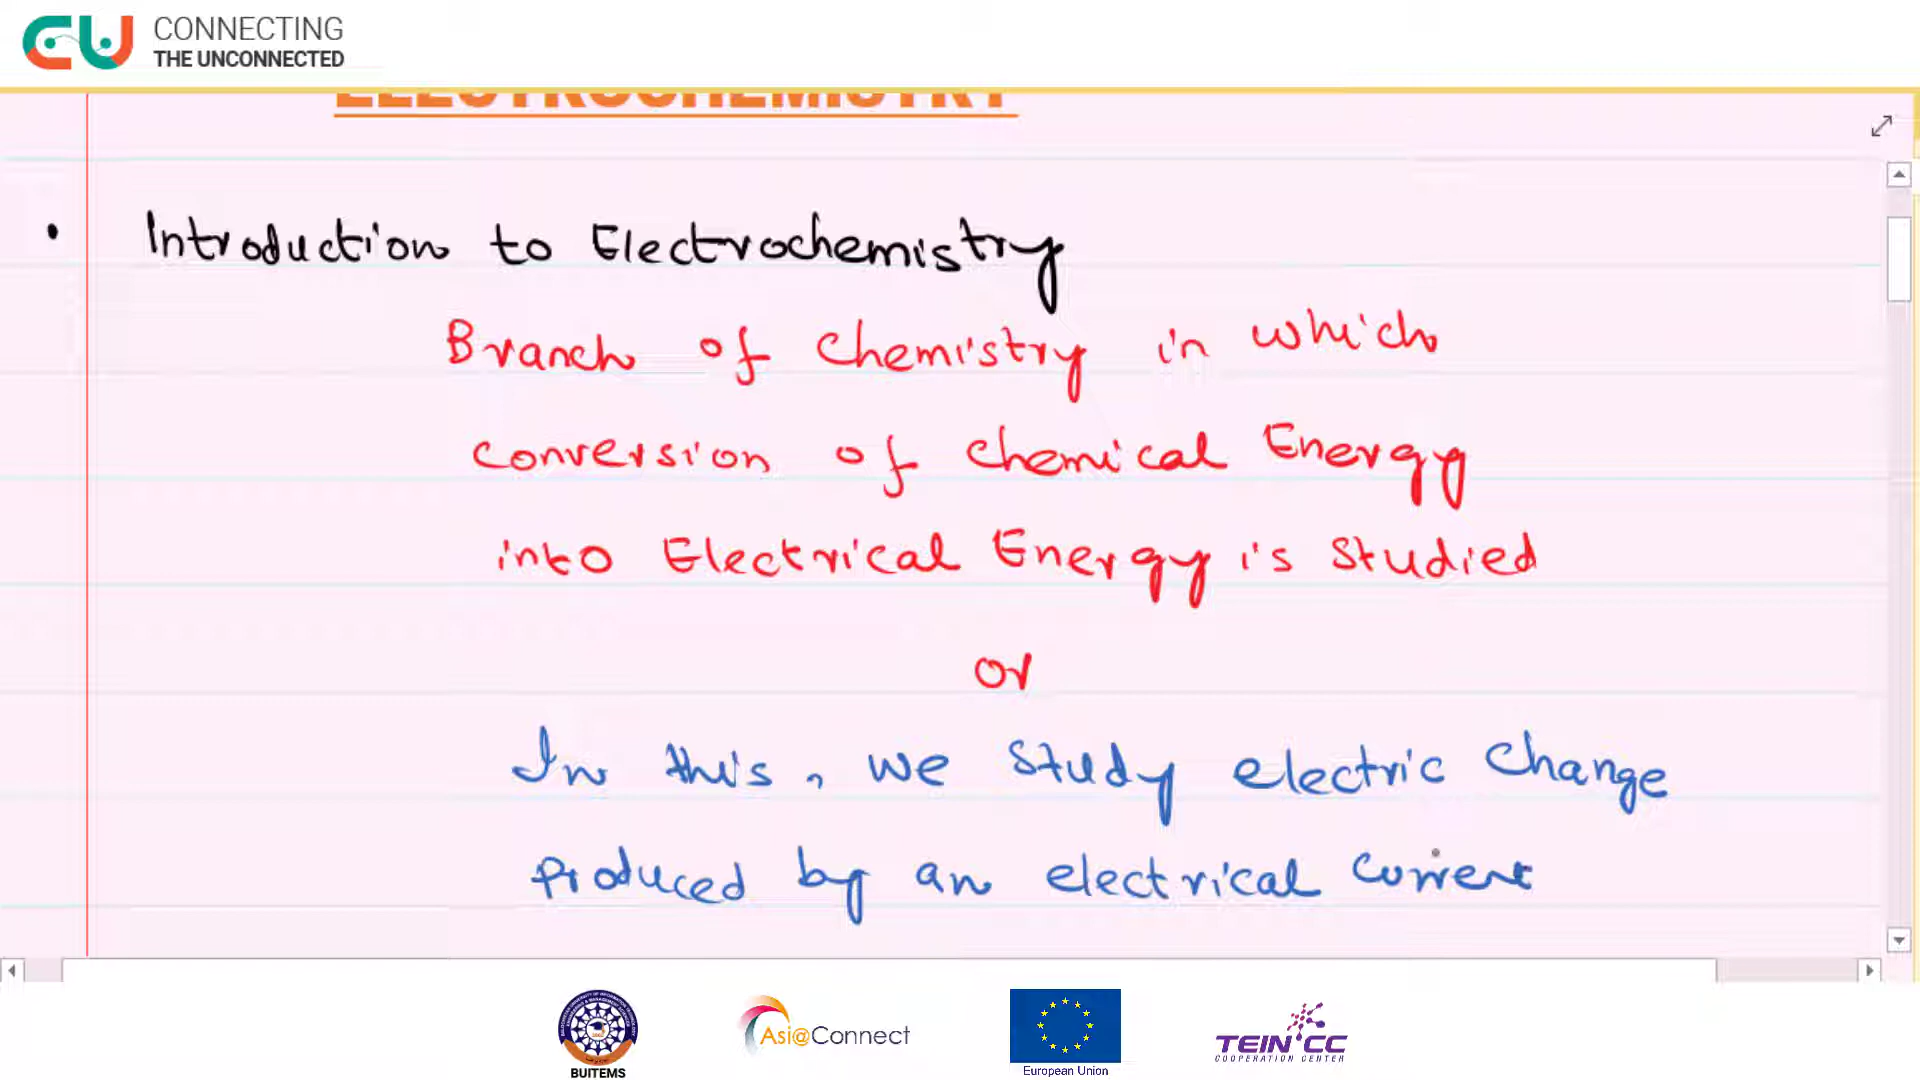 CONNECTING
THE UNCONNECTED
ELECTROCHEMISTRY
• Introduction to Electrochemistry
Branch of Chemistry in which
conversion of chemical Energy
into Electrical Energy is studied
or
In this, we study electric change
produced by an electrical current
BUITEMS
Asi@Connect
European Union
TEIN*CC
COOPERATION CENTER